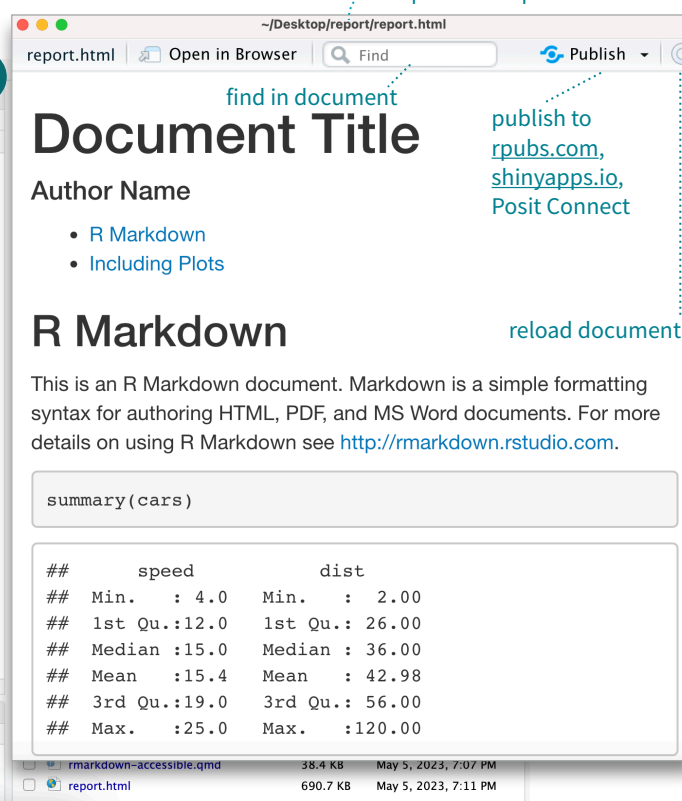 ~/Desktop/report/report.html
report.html Open in Browser Find Publish
find in document
Document Title
publish to
rpubs.com,
shinyapps.io,
Posit Connect
Author Name
• R Markdown
• Including Plots
R Markdown
reload document
This is an R Markdown document. Markdown is a simple formatting
syntax for authoring HTML, PDF, and MS Word documents. For more
details on using R Markdown see http://rmarkdown.rstudio.com.
summary(cars)
##      speed           dist
##  Min.   : 4.0   Min.   :  2.00
##  1st Qu.:12.0   1st Qu.: 26.00
##  Median :15.0   Median : 36.00
##  Mean   :15.4   Mean   : 42.98
##  3rd Qu.:19.0   3rd Qu.: 56.00
##  Max.   :25.0   Max.   :120.00
rmarkdown-accessible.qmd 38.4 KB May 5, 2023, 7:07 PM
report.html 690.7 KB May 5, 2023, 7:11 PM